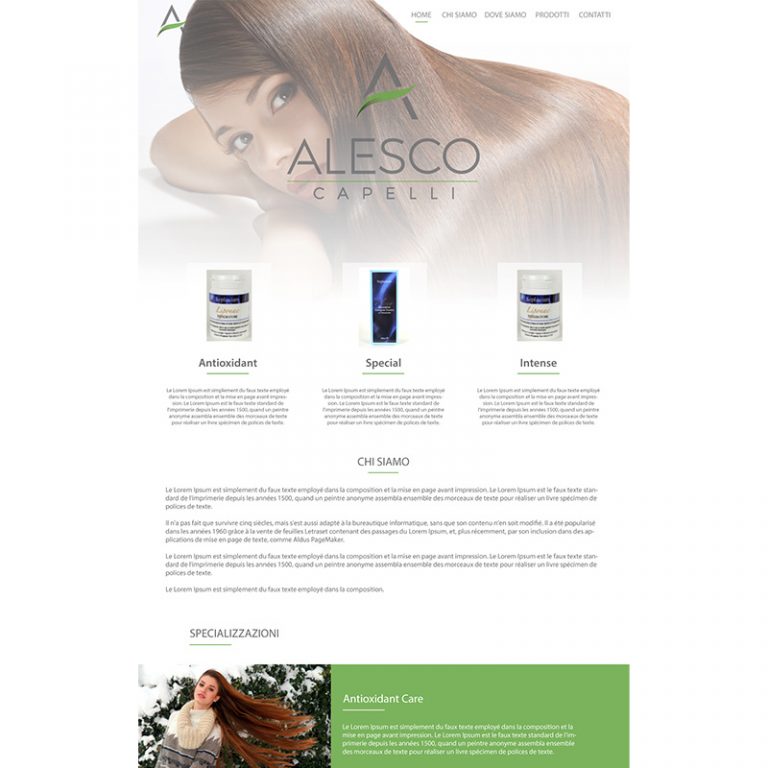 HOME CHI SIAMO DOVE SIAMO PRODOTTI CONTATTI
ALESCO
CAPELLI
Antioxidant
Special
Intense
Le Lorem Ipsum est simplement du faux texte employé
dans la composition et la mise en page avant impres-
sion. Le Lorem Ipsum est le faux texte standard de
l'imprimerie depuis les années 1500, quand un peintre
anonyme assembla ensemble des morceaux de texte
pour réaliser un livre spécimen de polices de texte.
Le Lorem Ipsum est simplement du faux texte employé
dans la composition et la mise en page avant impres-
sion. Le Lorem Ipsum est le faux texte standard de
l'imprimerie depuis les années 1500, quand un peintre
anonyme assembla ensemble des morceaux de texte
pour réaliser un livre spécimen de polices de texte.
Le Lorem Ipsum est simplement du faux texte employé
dans la composition et la mise en page avant impres-
sion. Le Lorem Ipsum est le faux texte standard de
l'imprimerie depuis les années 1500, quand un peintre
anonyme assembla ensemble des morceaux de texte
pour réaliser un livre spécimen de polices de texte.
CHI SIAMO
Le Lorem Ipsum est simplement du faux texte employé dans la composition et la mise en page avant impression. Le Lorem Ipsum est le faux texte stan-
dard de l'imprimerie depuis les années 1500, quand un peintre anonyme assembla ensemble des morceaux de texte pour réaliser un livre spécimen de
polices de texte.
Il n'a pas fait que survivre cinq siècles, mais s'est aussi adapté à la bureautique informatique, sans que son contenu n'en soit modifié. Il a été popularisé
dans les années 1960 grâce à la vente de feuilles Letraset contenant des passages du Lorem Ipsum, et, plus récemment, par son inclusion dans des ap-
plications de mise en page de texte, comme Aldus PageMaker.
Le Lorem Ipsum est simplement du faux texte employé dans la composition et la mise en page avant impression. Le Lorem Ipsum est le faux texte stan-
dard de l'imprimerie depuis les années 1500, quand un peintre anonyme assembla ensemble des morceaux de texte pour réaliser un livre spécimen de
polices de texte.
Le Lorem Ipsum est simplement du faux texte employé dans la composition.
SPECIALIZZAZIONI
Antioxidant Care
Le Lorem Ipsum est simplement du faux texte employé
dans la composition et la mise en page avant impression.
Le Lorem Ipsum est le faux texte standard de
l'imprimerie depuis les années 1500, quand un peintre
anonyme assembla ensemble des morceaux de texte